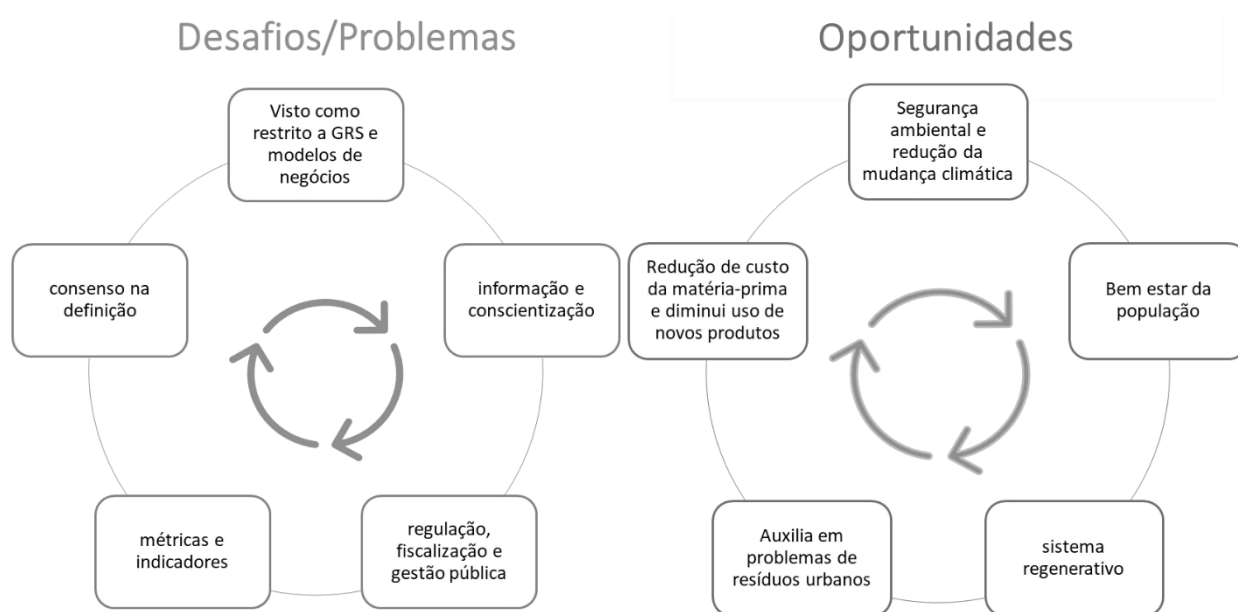 Desafios/Problemas
Visto como
restrito a GRS e
modelos de
negócios
informação e
conscientização
regulação,
fiscalização e
gestão pública
métricas e
indicadores
consenso na
definição
Oportunidades
Segurança
ambiental e
redução da
mudança climática
Bem estar da
população
sistema
regenerativo
Auxilia em
problemas de
resíduos urbanos
Redução de custo
da matéria-prima
e diminui uso de
novos produtos